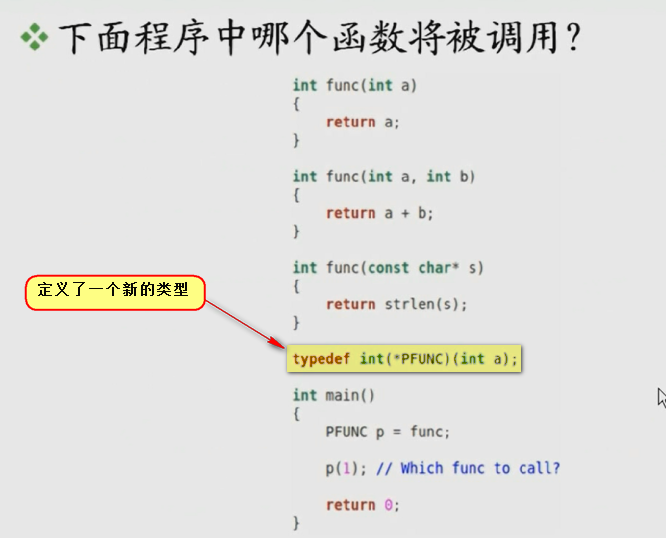 下面程序中哪个函数将被调用?
int func(int a)
{
    return a;
}
int func(int a, int b)
{
    return a + b;
}
int func(const char* s)
{
    return strlen(s);
}
定义了一个新的类型
typedef int(*PFUNC)(int a);
int main()
{
    PFUNC p = func;
    p(1); // Which func to call?
    return 0;
}